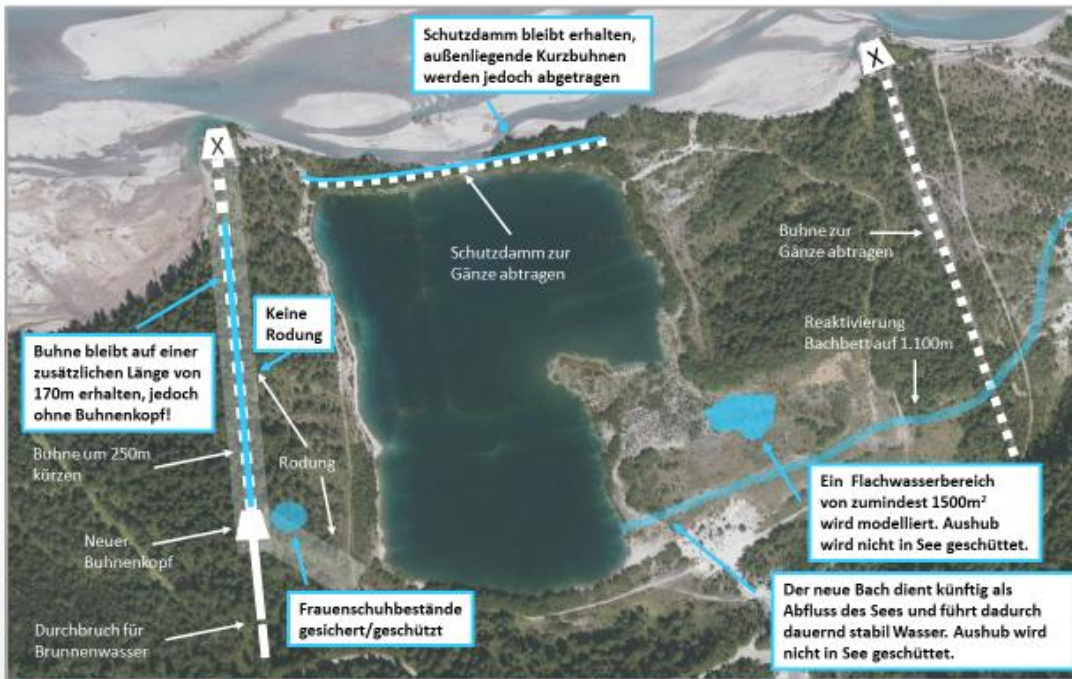 Schutzdamm bleibt erhalten,
außenliegende Kurzbuhnen
werden jedoch abgetragen
X
X
Schutzdamm zur
Gänze abtragen
Buhne zur
Gänze abtragen
Keine
Rodung
Reaktivierung
Bachbett auf 1.100m
Buhne bleibt auf einer
zusätzlichen Länge von
170m erhalten, jedoch
ohne Buhnenkopf!
Buhne um 250m
kürzen
Rodung
Ein Flachwasserbereich
von zumindest 1500m²
wird modelliert. Aushub
wird nicht in See geschüttet.
Neuer
Buhnenkopf
Frauenschuhbestände
gesichert/geschützt
Der neue Bach dient künftig als
Abfluss des Sees und führt dadurch
dauernd stabil Wasser. Aushub wird
nicht in See geschüttet.
Durchbruch für
Brunnenwasser